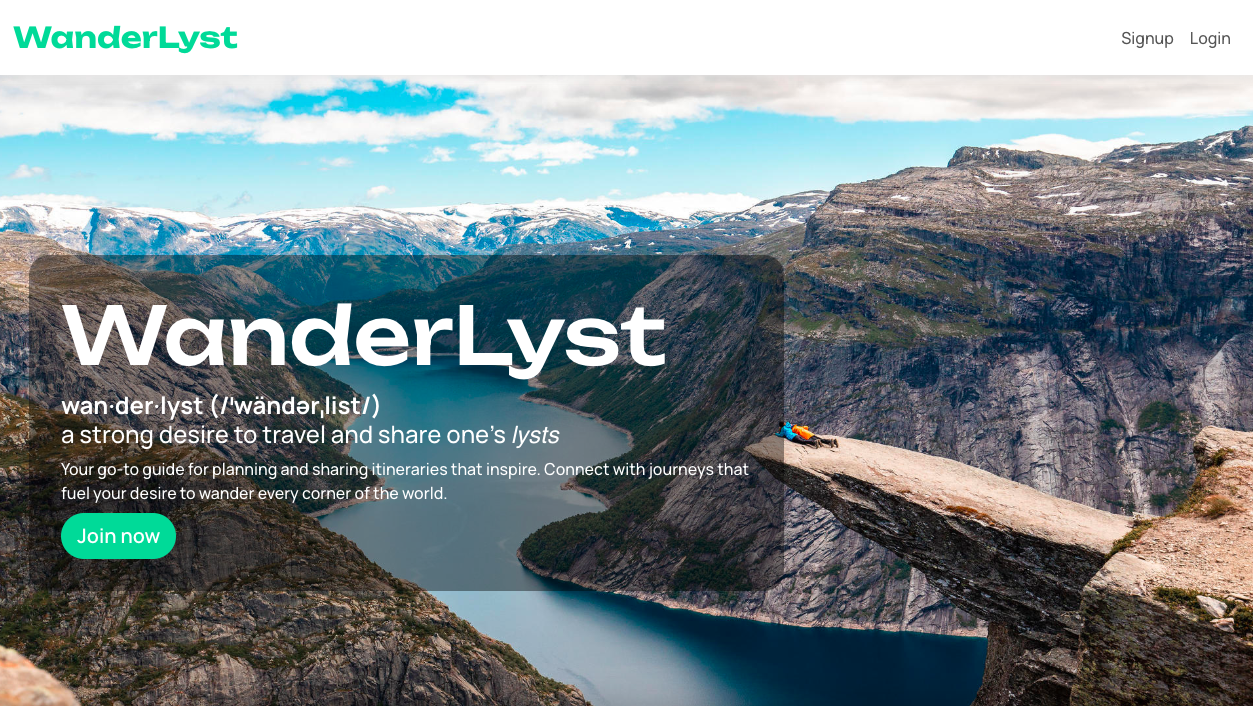 WanderLyst
Signup Login
WanderLyst
wan·der·lyst (/ˈwändərˌlist/)
a strong desire to travel and share one's lysts
Your go-to guide for planning and sharing itineraries that inspire. Connect with journeys that
fuel your desire to wander every corner of the world.
Join now